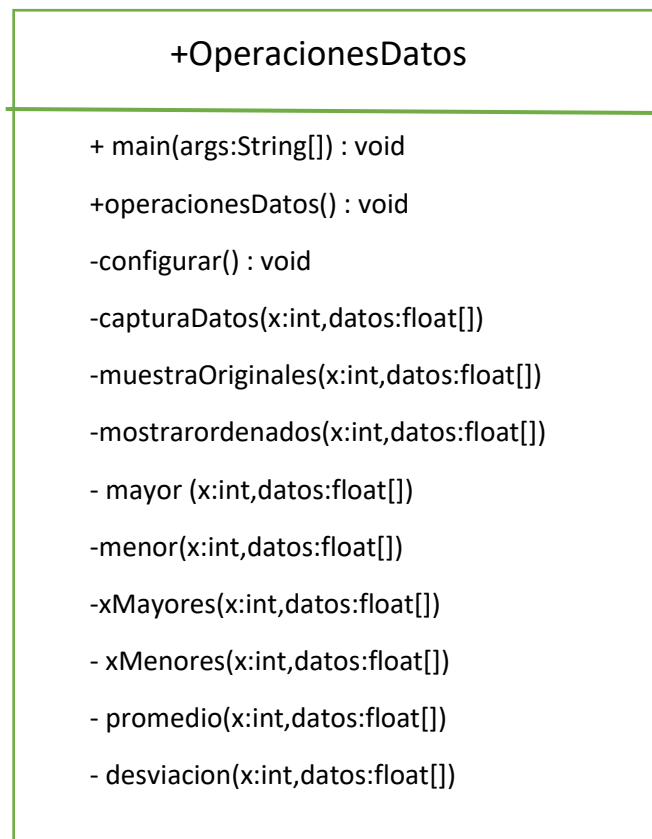 +OperacionesDatos
+ main(args:String[]) : void
+operacionesDatos() : void
-configurar() : void
-capturaDatos(x:int,datos:float[])
-muestraOriginales(x:int,datos:float[])
-mostrarordenados(x:int,datos:float[])
- mayor (x:int,datos:float[])
-menor(x:int,datos:float[])
-xMayores(x:int,datos:float[])
- xMenores(x:int,datos:float[])
- promedio(x:int,datos:float[])
- desviacion(x:int,datos:float[])